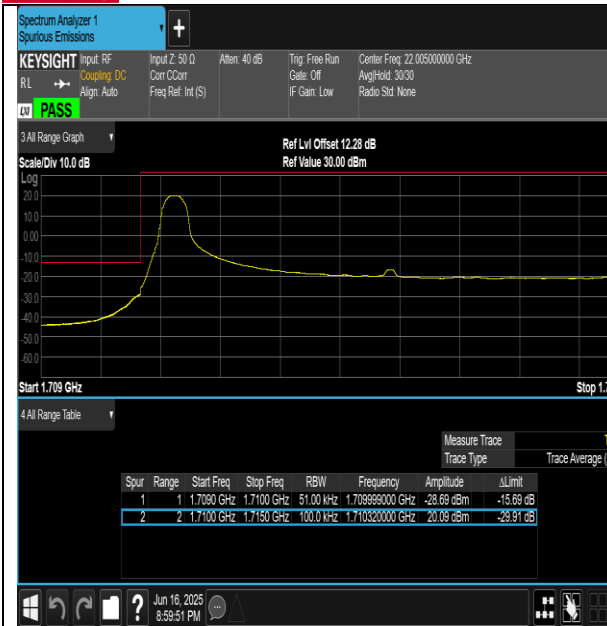 Spectrum Analyzer 1
Spurious Emissions
+
KEYSIGHT Input: RF Input Z: 50 Ω Atten: 40 dB Trig: Free Run Center Freq: 22.005000000 GHz
RL Coupling: DC Corr CCorr Gate: Off Avg|Hold: 30/30
Align: Auto Freq Ref: Int (S) IF Gain: Low Radio Std: None
LXI PASS
3 All Range Graph
Ref Lvl Offset 12.28 dB
Scale/Div 10.0 dB Ref Value 30.00 dBm
Log
20.0
10.0
0.00
-10.0
-20.0
-30.0
-40.0
-50.0
-60.0
Start 1.709 GHz Stop 1.7
4 All Range Table
Measure Trace
Trace Type Trace Average (
Spur Range Start Freq Stop Freq RBW Frequency Amplitude ΔLimit
1 1 1.7090 GHz 1.7100 GHz 51.00 kHz 1.709999000 GHz -28.69 dBm -15.69 dB
2 2 1.7100 GHz 1.7150 GHz 100.0 kHz 1.710320000 GHz 20.09 dBm -29.91 dB
? Jun 16, 2025
8:59:51 PM